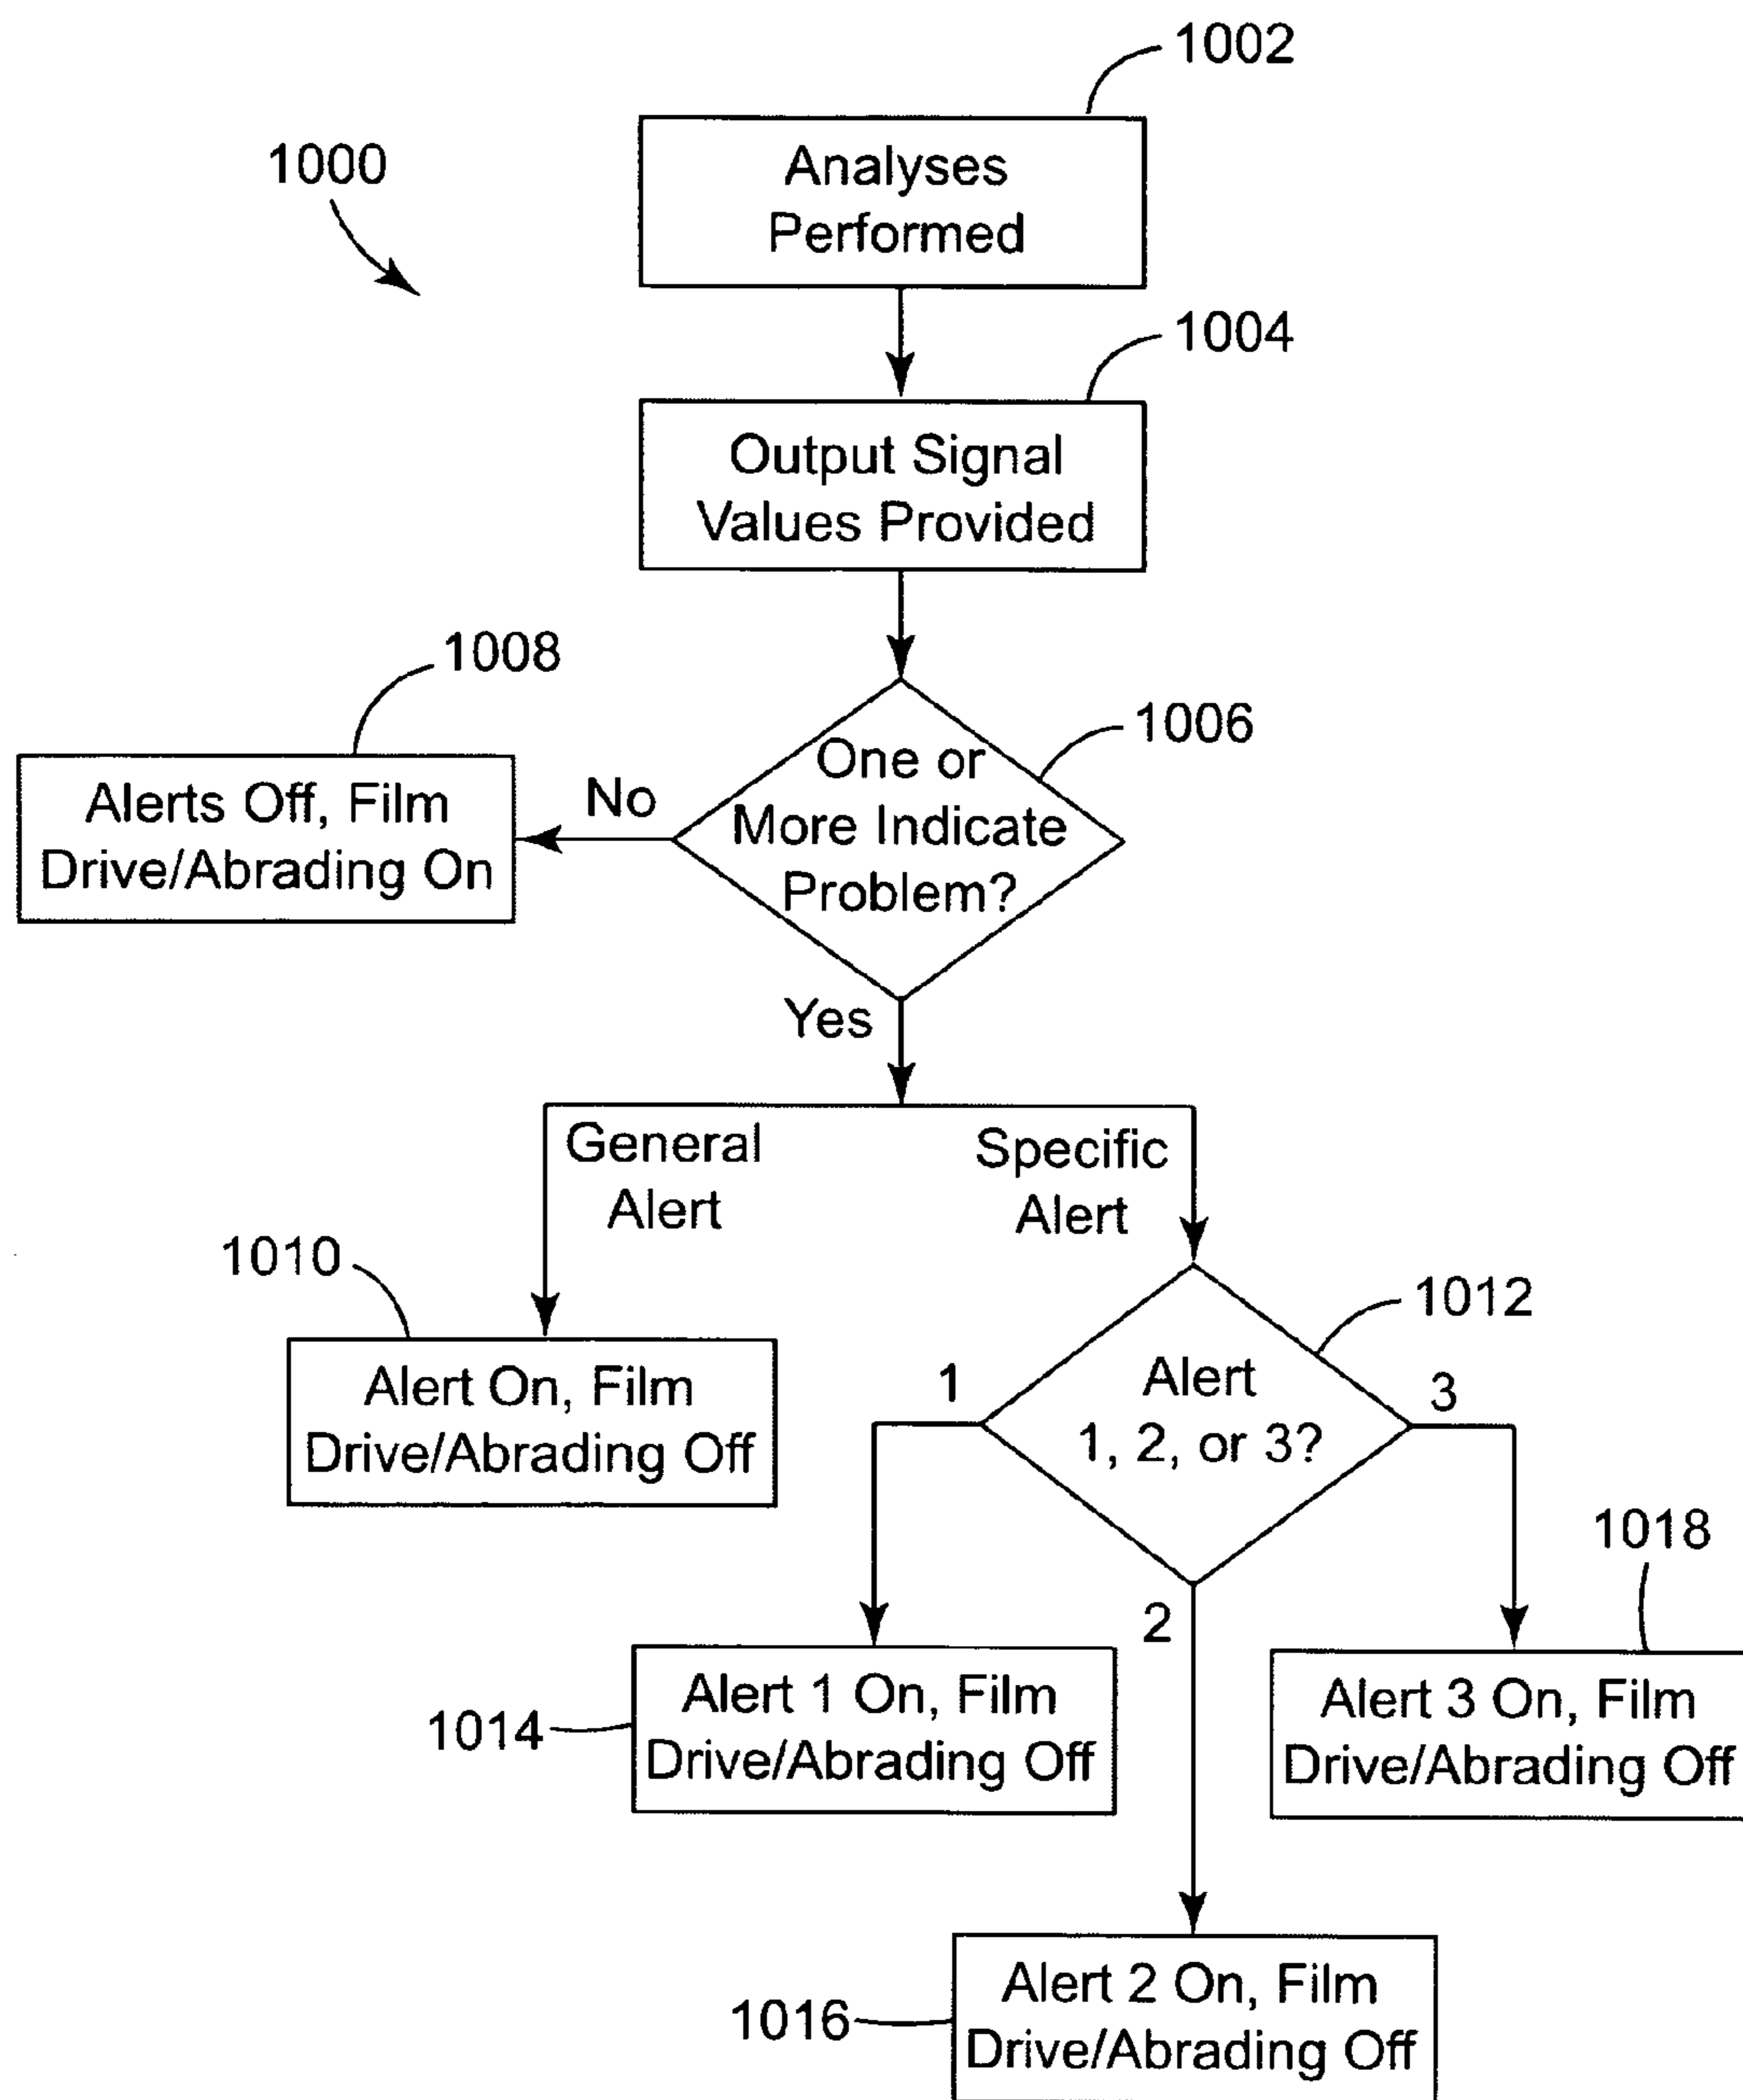 1002
1000
Analyses
Performed
1004
Output Signal
Values Provided
1008
1006
One or
More Indicate
Problem?
No
Alerts Off, Film
Drive/Abrading On
Yes
General
Alert
Specific
Alert
1010
1012
Alert On, Film
Drive/Abrading Off
Alert
1, 2, or 3?
1
3
2
1018
Alert 1 On, Film
Drive/Abrading Off
1014
Alert 3 On, Film
Drive/Abrading Off
Alert 2 On, Film
Drive/Abrading Off
1016